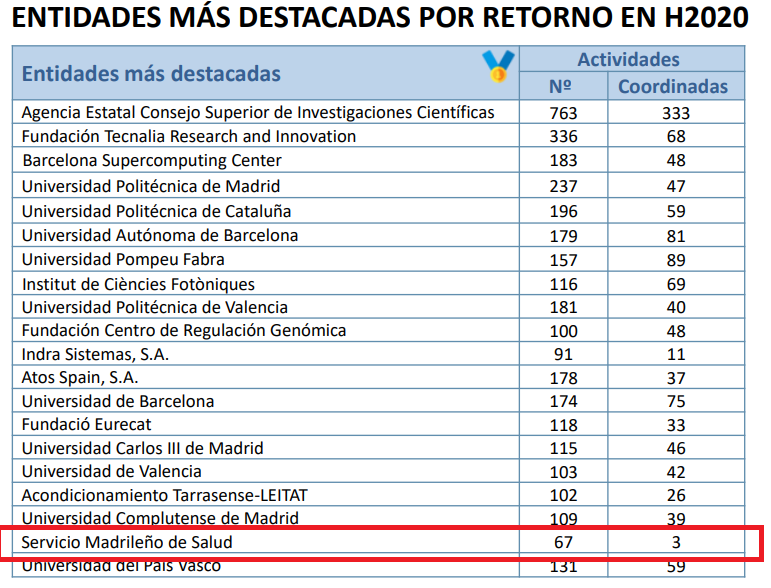 ENTIDADES MÁS DESTACADAS POR RETORNO EN H2020
Entidades más destacadas Actividades
Nº Coordinadas
Agencia Estatal Consejo Superior de Investigaciones Científicas 763 333
Fundación Tecnalia Research and Innovation 336 68
Barcelona Supercomputing Center 183 48
Universidad Politécnica de Madrid 237 47
Universidad Politécnica de Cataluña 196 59
Universidad Autónoma de Barcelona 179 81
Universidad Pompeu Fabra 157 89
Institut de Ciències Fotòniques 116 69
Universidad Politécnica de Valencia 181 40
Fundación Centro de Regulación Genómica 100 48
Indra Sistemas, S.A. 91 11
Atos Spain, S.A. 178 37
Universidad de Barcelona 174 75
Fundació Eurecat 118 33
Universidad Carlos III de Madrid 115 46
Universidad de Valencia 103 42
Acondicionamiento Tarrasense-LEITAT 102 26
Universidad Complutense de Madrid 109 39
Servicio Madrileño de Salud 67 3
Universidad del País Vasco 131 59